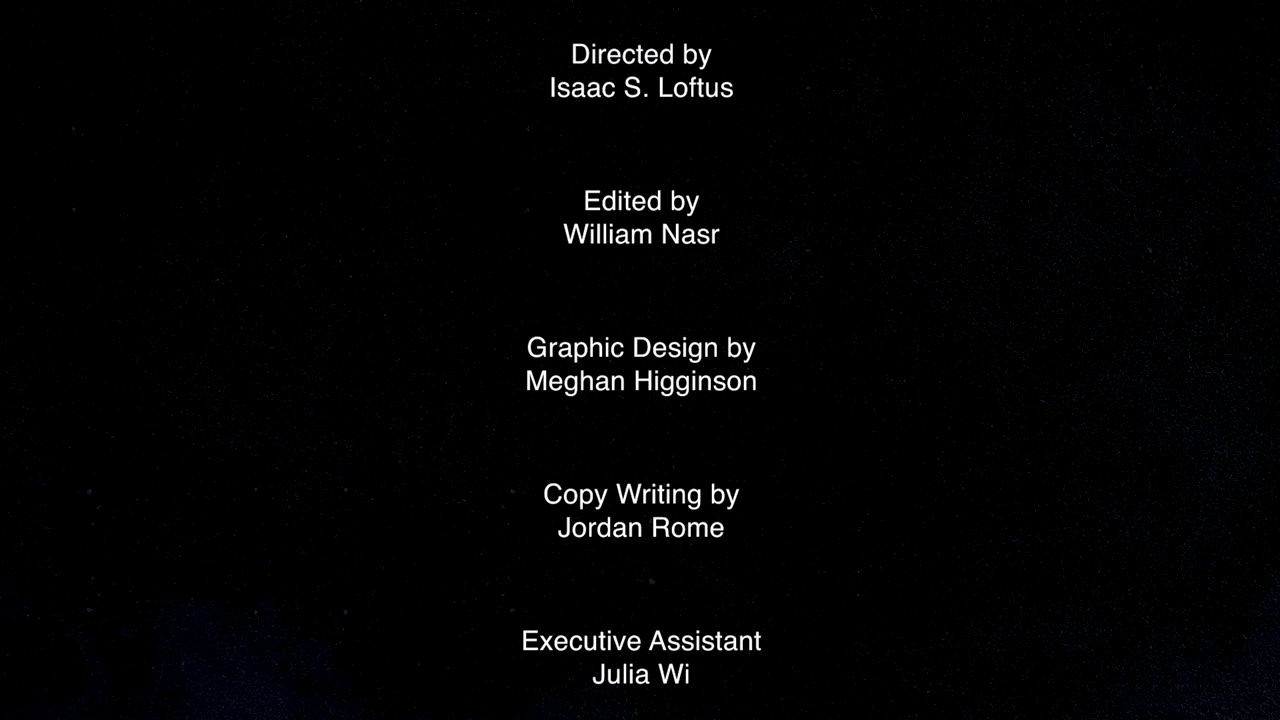 Directed by
Isaac S. Loftus
Edited by
William Nasr
Graphic Design by
Meghan Higginson
Copy Writing by
Jordan Rome
Executive Assistant
Julia Wi